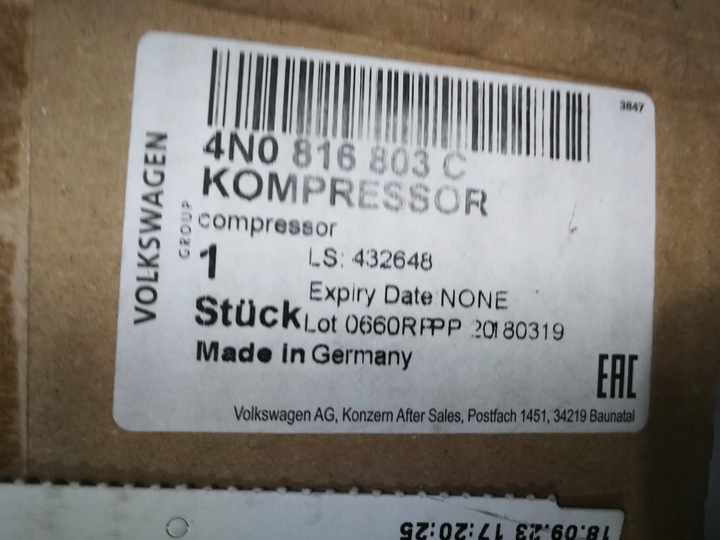 3647
4N0 816 803 C
KOMPRESSOR
compressor
VOLKSWAGEN
GROUP
1
LS: 432648
Expiry Date:NONE
Stück
Lot 0660RPPP 20180319
Made in Germany
EAC
Volkswagen AG, Konzern After Sales, Postfach 1451, 34219 Baunatal
18.09.23 17:20:25